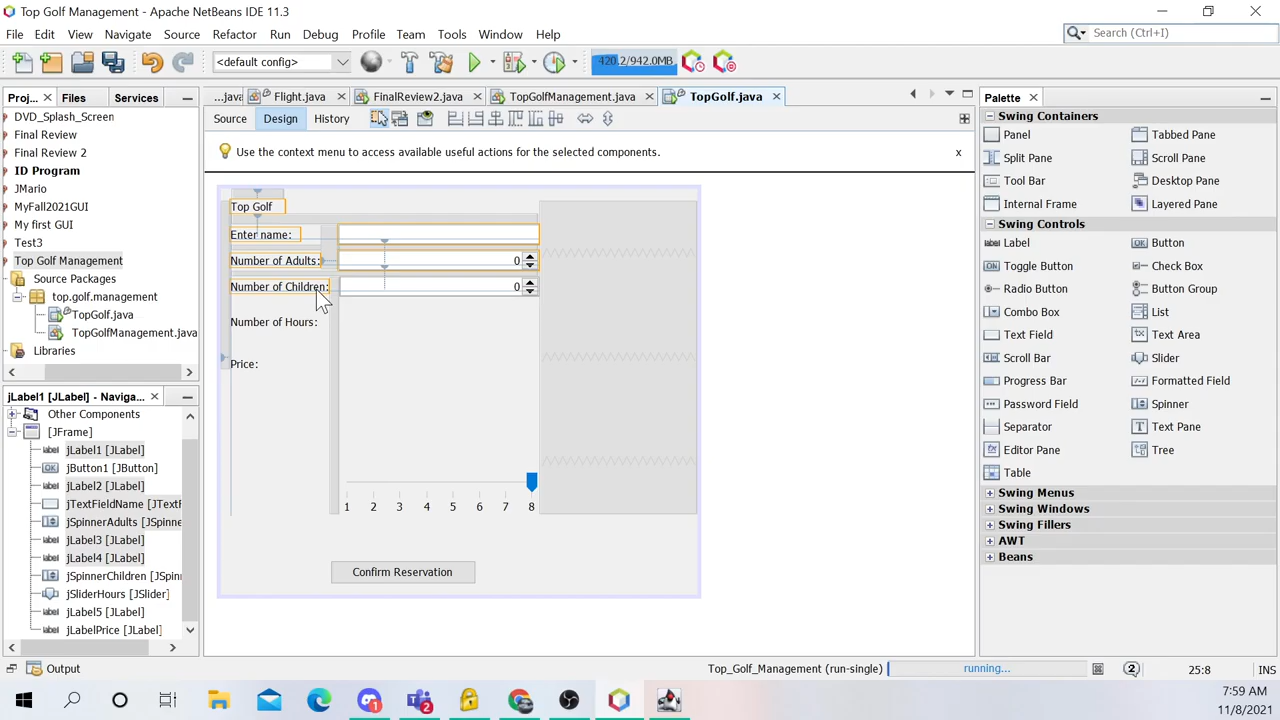 Top Golf Management - Apache NetBeans IDE 11.3
File Edit View Navigate Source Refactor Run Debug Profile Team Tools Window Help
Search (Ctrl+I)
<default config>
420.2/942.0MB
Proj... Files Services
...java Flight.java FinalReview2.java TopGolfManagement.java TopGolf.java
Palette
Source Design History
Use the context menu to access available useful actions for the selected components.
x
DVD_Splash_Screen
Final Review
Final Review 2
ID Program
JMario
MyFall2021GUI
My first GUI
Test3
Top Golf Management
Source Packages
top.golf.management
TopGolf.java
TopGolfManagement.java
Libraries
jLabel1 [JLabel] - Naviga...
Other Components
[JFrame]
jLabel1 [JLabel]
jButton1 [JButton]
jLabel2 [JLabel]
jTextFieldName [JTextF
jSpinnerAdults [JSpinne
jLabel3 [JLabel]
jLabel4 [JLabel]
jSpinnerChildren [JSpinn
jSliderHours [JSlider]
jLabel5 [JLabel]
jLabelPrice [JLabel]
Top Golf
Enter name:
Number of Adults: 0
Number of Children: 0
Number of Hours:
Price:
1 2 3 4 5 6 7 8
Confirm Reservation
Swing Containers
Panel Tabbed Pane
Split Pane Scroll Pane
Tool Bar Desktop Pane
Internal Frame Layered Pane
Swing Controls
Label Button
Toggle Button Check Box
Radio Button Button Group
Combo Box List
Text Field Text Area
Scroll Bar Slider
Progress Bar Formatted Field
Password Field Spinner
Separator Text Pane
Editor Pane Tree
Table
Swing Menus
Swing Windows
Swing Fillers
AWT
Beans
Output
Top_Golf_Management (run-single) running... 2 25:8 INS
1 2
7:59 AM
11/8/2021